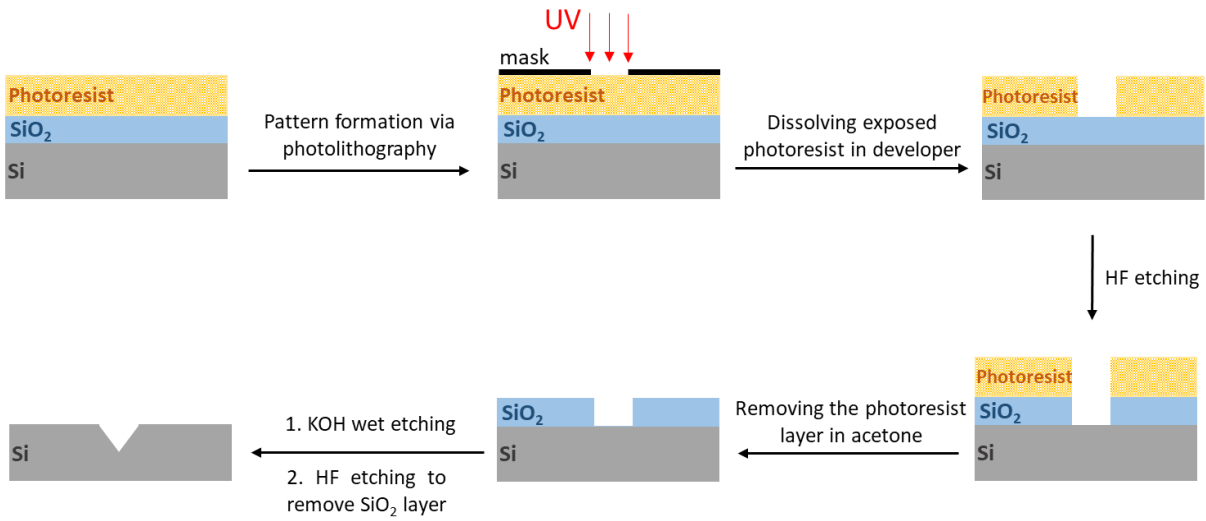 UV
mask
Photoresist
SiO₂
Si
Pattern formation via
photolithography
Photoresist
SiO₂
Si
Dissolving exposed
photoresist in developer
Photoresist
SiO₂
Si
HF etching
Photoresist
SiO₂
Si
Removing the photoresist
layer in acetone
SiO₂
Si
1. KOH wet etching
2. HF etching to
remove SiO₂ layer
Si